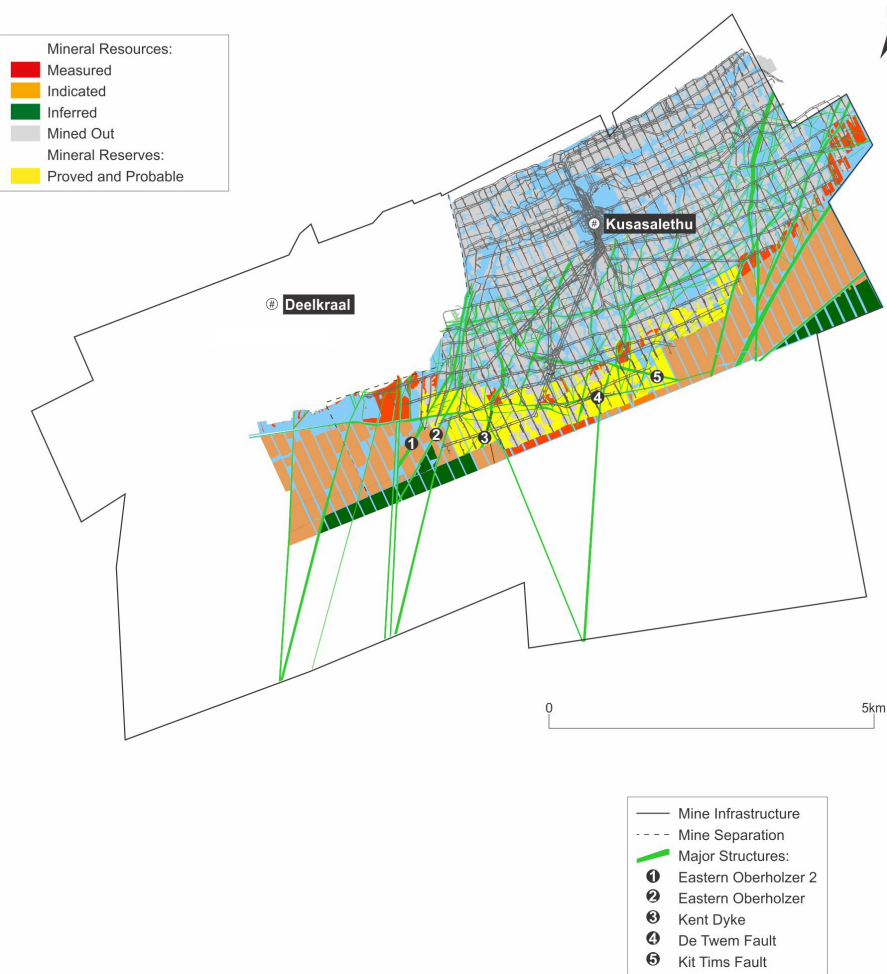 Mineral Resources:
Measured
Indicated
Inferred
Mined Out
Mineral Reserves:
Proved and Probable
# Kusasalethu
# Deelkraal
5
4
1
2
3
0 5km
Mine Infrastructure
Mine Separation
Major Structures:
1 Eastern Oberholzer 2
2 Eastern Oberholzer
3 Kent Dyke
4 De Twem Fault
5 Kit Tims Fault